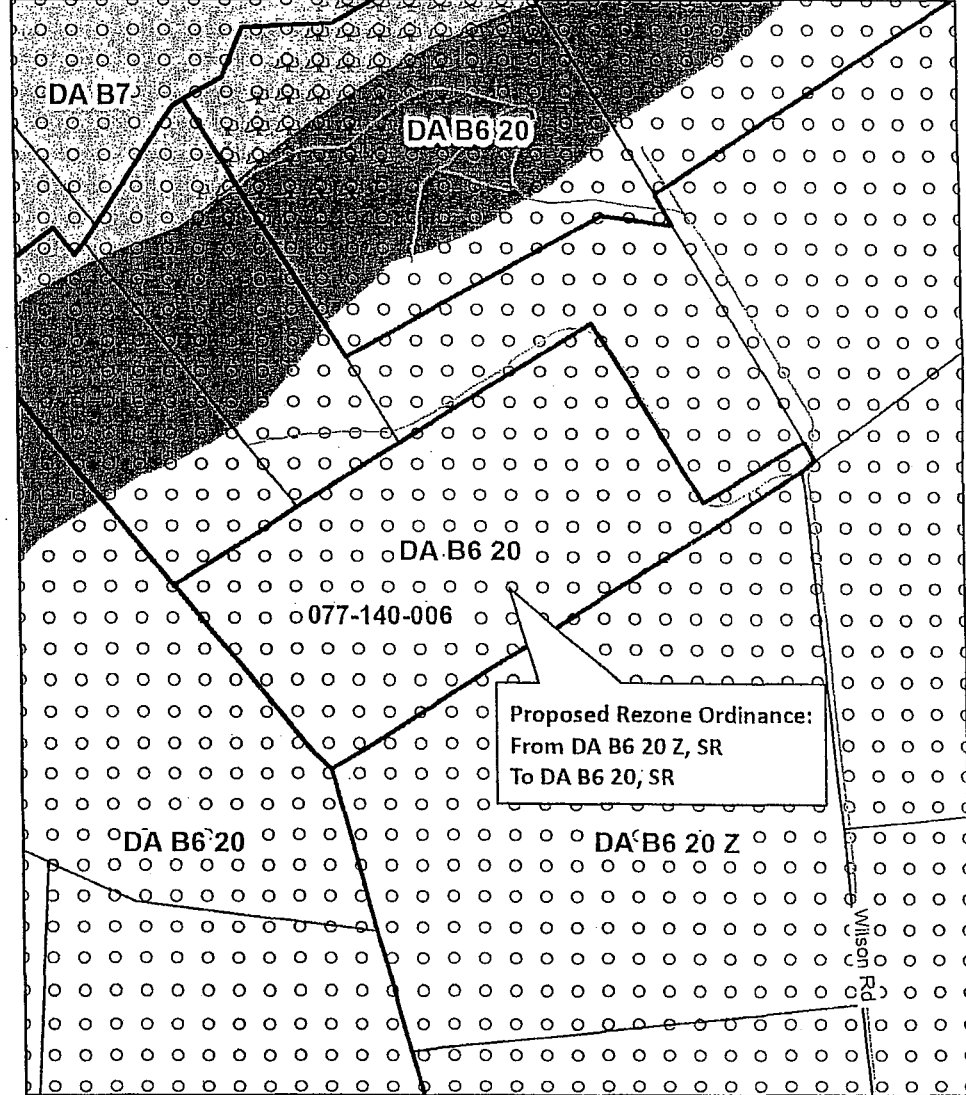 DA B7
DA B6 20
DA B6 20
077-140-006
Proposed Rezone Ordinance:
From DA B6 20 Z, SR
To DA B6 20, SR
DA B6 20
DA B6 20 Z
Wilson Rd